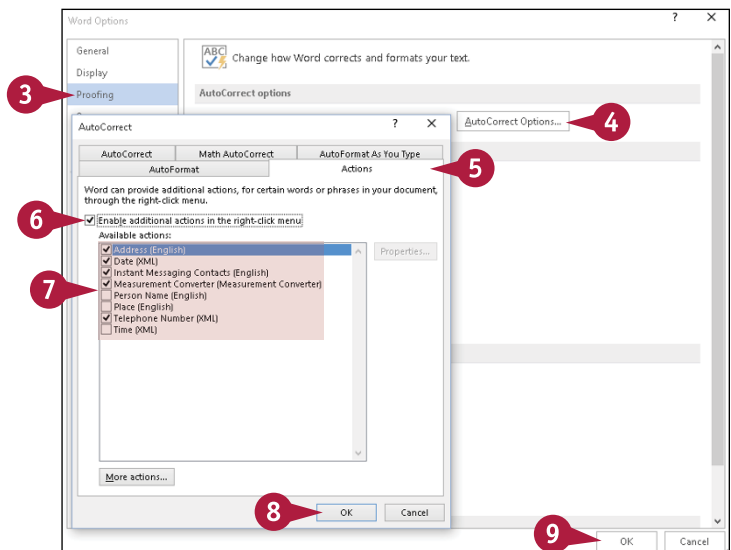 Word Options ? ×
General
Display
3
Proofing
ABC
Change how Word corrects and formats your text.
AutoCorrect options
AutoCorrect Options...
4
AutoCorrect ? ×
AutoCorrect Math AutoCorrect AutoFormat As You Type
AutoFormat Actions
5
Word can provide additional actions, for certain words or phrases in your document,
through the right-click menu.
6
Enable additional actions in the right-click menu
Available actions:
7
Address (English)
Date (XML)
Instant Messaging Contacts (English)
Measurement Converter (Measurement Converter)
Person Name (English)
Place (English)
Telephone Number (XML)
Time (XML)
Properties...
More actions...
8
OK Cancel
9
OK Cancel